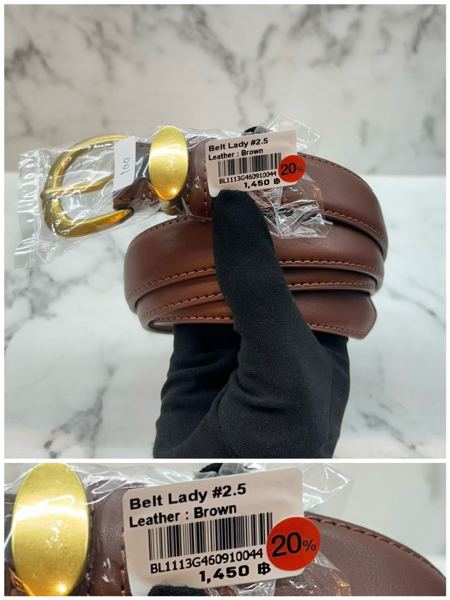 100
Belt Lady #2.5
Leather : Brown
BL1113G460910044
20%
1,450 ฿
Belt Lady #2.5
Leather : Brown
BL1113G460910044
20%
1,450 ฿